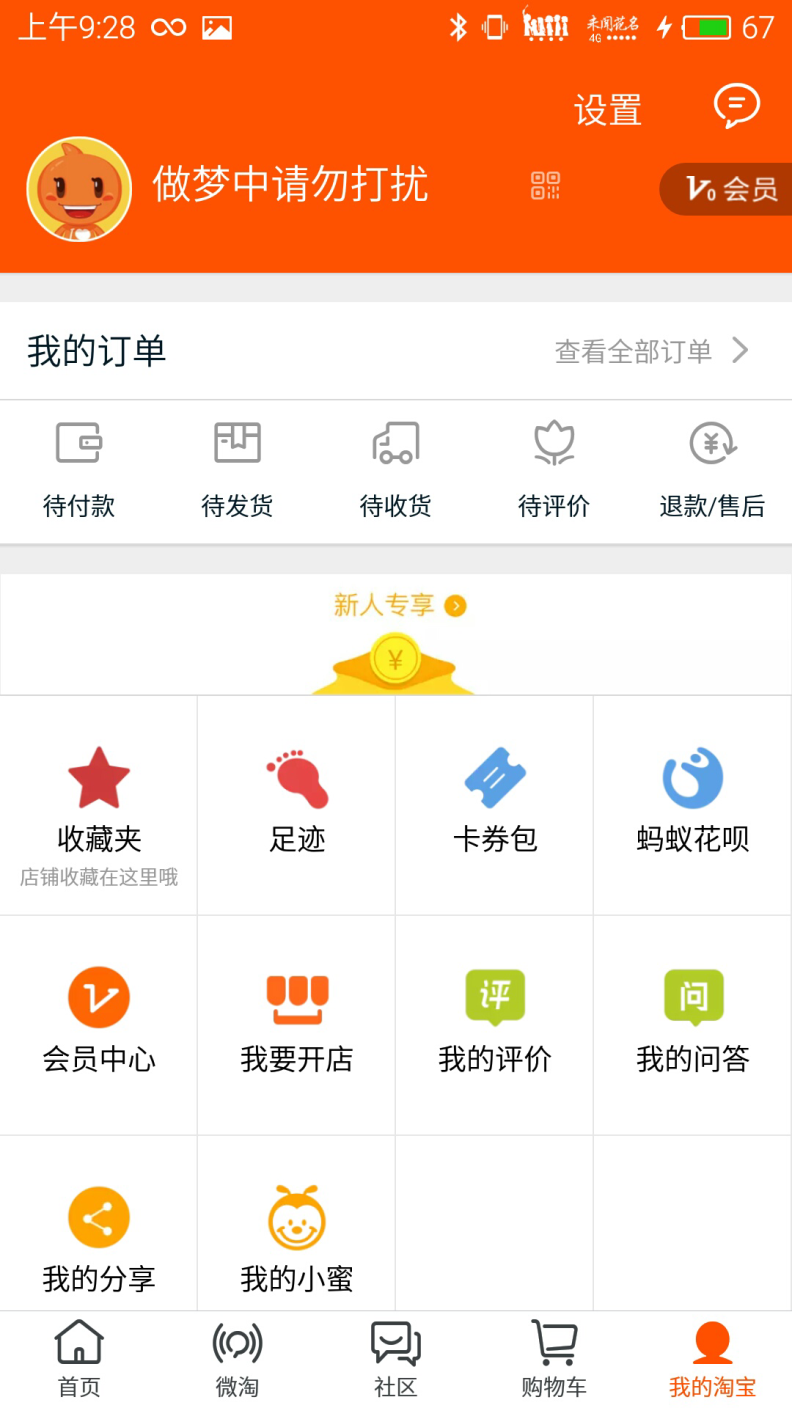 上午9:28
未闻花名
4G
67
设置
做梦中请勿打扰
V0 会员
我的订单
查看全部订单
¥
待付款 待发货 待收货 待评价 退款/售后
新人专享
¥
收藏夹 足迹 卡券包 蚂蚁花呗
店铺收藏在这里哦
V 评 问
会员中心 我要开店 我的评价 我的问答
我的分享 我的小蜜
首页 微淘 社区 购物车 我的淘宝